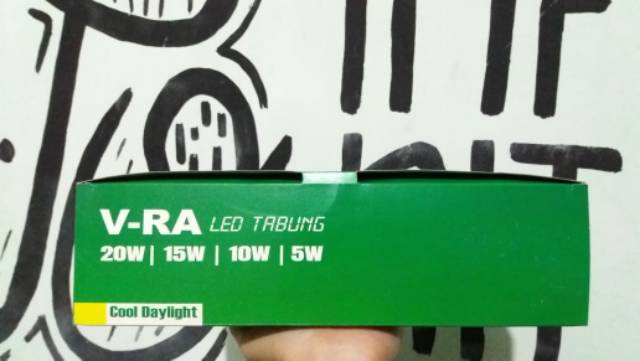 V-RA LED TABUNG
20W | 15W | 10W | 5W
Cool Daylight